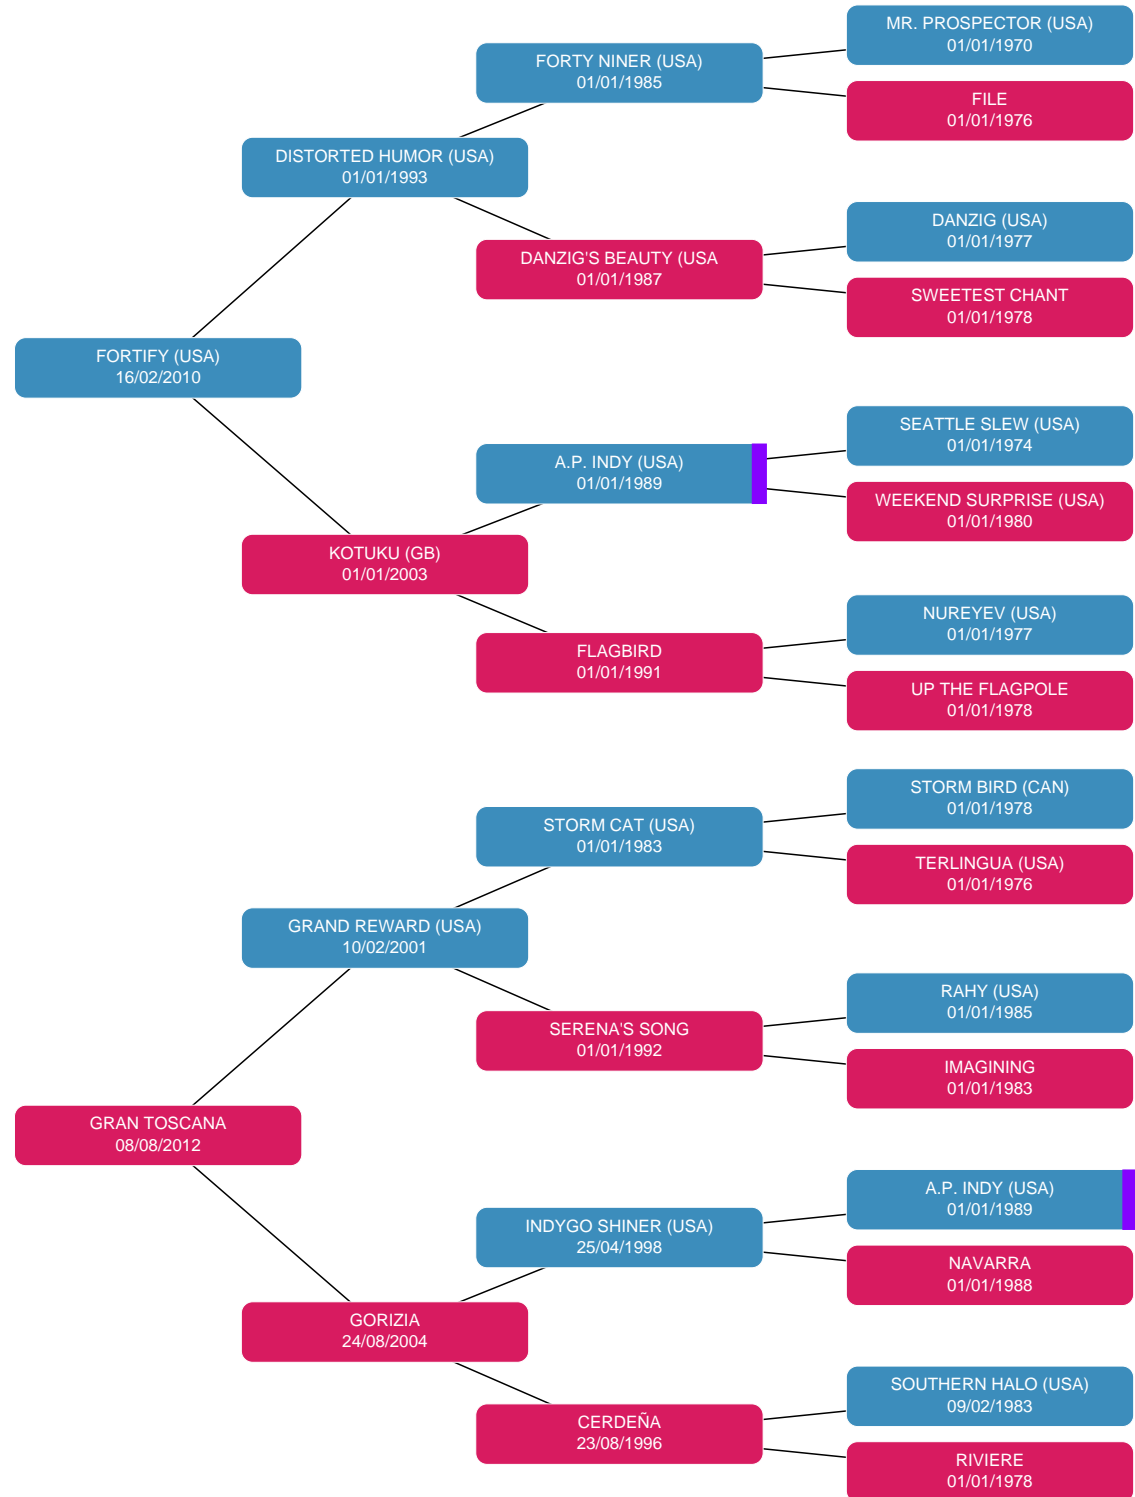 MR. PROSPECTOR (USA)
01/01/1970
FORTY NINER (USA)
01/01/1985
FILE
01/01/1976
DISTORTED HUMOR (USA)
01/01/1993
DANZIG (USA)
01/01/1977
DANZIG'S BEAUTY (USA
01/01/1987
SWEETEST CHANT
01/01/1978
FORTIFY (USA)
16/02/2010
SEATTLE SLEW (USA)
01/01/1974
A.P. INDY (USA)
01/01/1989
WEEKEND SURPRISE (USA)
01/01/1980
KOTUKU (GB)
01/01/2003
NUREYEV (USA)
01/01/1977
FLAGBIRD
01/01/1991
UP THE FLAGPOLE
01/01/1978
STORM BIRD (CAN)
01/01/1978
STORM CAT (USA)
01/01/1983
TERLINGUA (USA)
01/01/1976
GRAND REWARD (USA)
10/02/2001
RAHY (USA)
01/01/1985
SERENA'S SONG
01/01/1992
IMAGINING
01/01/1983
GRAN TOSCANA
08/08/2012
A.P. INDY (USA)
01/01/1989
INDYGO SHINER (USA)
25/04/1998
NAVARRA
01/01/1988
GORIZIA
24/08/2004
SOUTHERN HALO (USA)
09/02/1983
CERDEÑA
23/08/1996
RIVIERE
01/01/1978